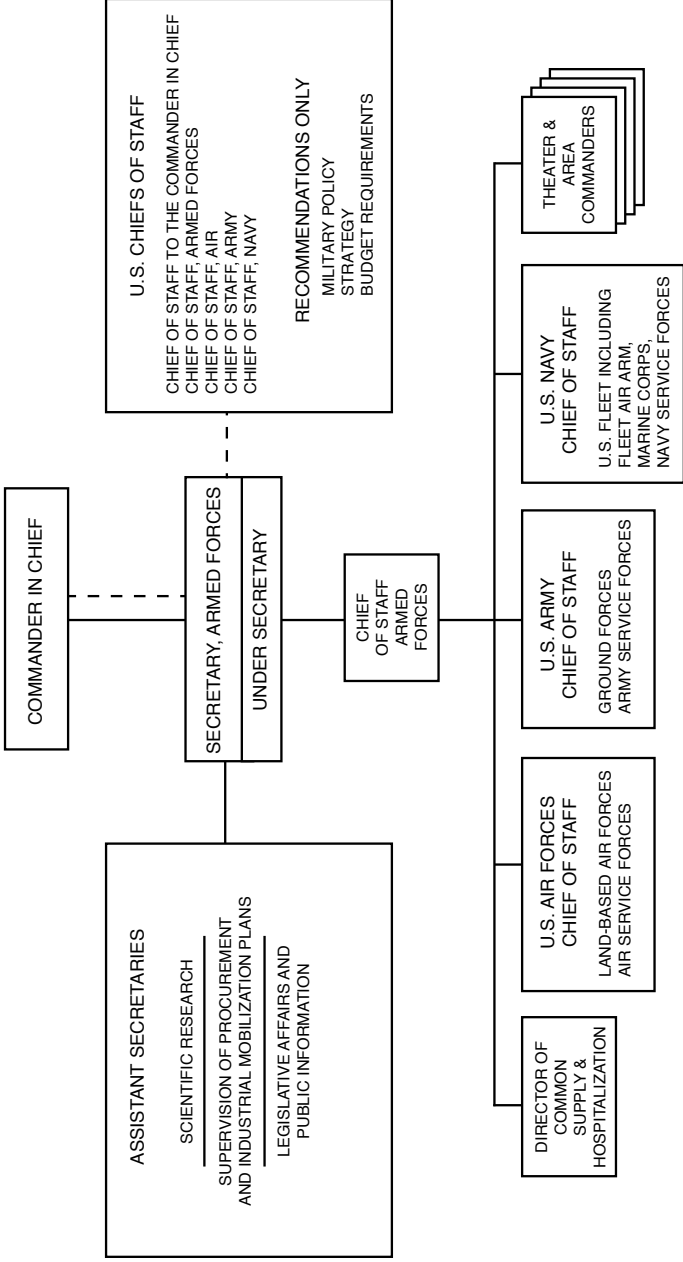 COMMANDER IN CHIEF
ASSISTANT SECRETARIES
SCIENTIFIC RESEARCH
SUPERVISION OF PROCUREMENT
AND INDUSTRIAL MOBILIZATION PLANS
LEGISLATIVE AFFAIRS AND
PUBLIC INFORMATION
SECRETARY, ARMED FORCES
UNDER SECRETARY
U.S. CHIEFS OF STAFF
CHIEF OF STAFF TO THE COMMANDER IN CHIEF
CHIEF OF STAFF, ARMED FORCES
CHIEF OF STAFF, AIR
CHIEF OF STAFF, ARMY
CHIEF OF STAFF, NAVY
RECOMMENDATIONS ONLY
MILITARY POLICY
STRATEGY
BUDGET REQUIREMENTS
CHIEF
OF STAFF
ARMED
FORCES
DIRECTOR OF
COMMON
SUPPLY &
HOSPITALIZATION
U.S. AIR FORCES
CHIEF OF STAFF
LAND-BASED AIR FORCES
AIR SERVICE FORCES
U.S. ARMY
CHIEF OF STAFF
GROUND FORCES
ARMY SERVICE FORCES
U.S. NAVY
CHIEF OF STAFF
U.S. FLEET INCLUDING
FLEET AIR ARM,
MARINE CORPS,
NAVY SERVICE FORCES
THEATER &
AREA
COMMANDERS